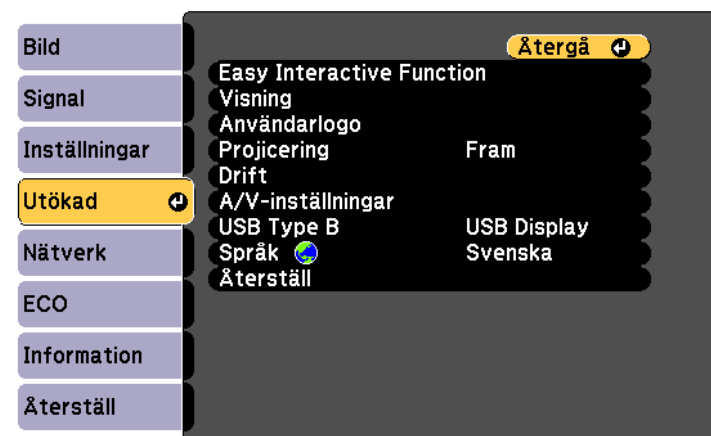 Bild
Signal
Inställningar
Utökad
Nätverk
ECO
Information
Återställ
Återgå
Easy Interactive Function
Visning
Användarlogo
Projicering Fram
Drift
A/V-inställningar
USB Type B USB Display
Språk Svenska
Återställ